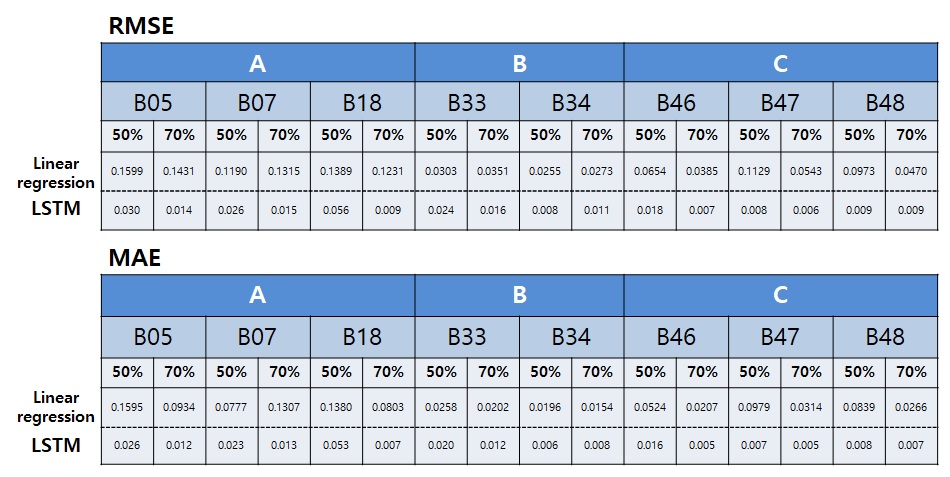 RMSE
A B C
B05 B07 B18 B33 B34 B46 B47 B48
50% 70% 50% 70% 50% 70% 50% 70% 50% 70% 50% 70% 50% 70% 50% 70%
Linear
regression
0.1599 0.1431 0.1190 0.1315 0.1389 0.1231 0.0303 0.0351 0.0255 0.0273 0.0654 0.0385 0.1129 0.0543 0.0973 0.0470
LSTM 0.030 0.014 0.026 0.015 0.056 0.009 0.024 0.016 0.008 0.011 0.018 0.007 0.008 0.006 0.009 0.009
MAE
A B C
B05 B07 B18 B33 B34 B46 B47 B48
50% 70% 50% 70% 50% 70% 50% 70% 50% 70% 50% 70% 50% 70% 50% 70%
Linear
regression
0.1595 0.0934 0.0777 0.1307 0.1380 0.0803 0.0258 0.0202 0.0196 0.0154 0.0524 0.0207 0.0979 0.0314 0.0839 0.0266
LSTM 0.026 0.012 0.023 0.013 0.053 0.007 0.020 0.012 0.006 0.008 0.016 0.005 0.007 0.005 0.008 0.007